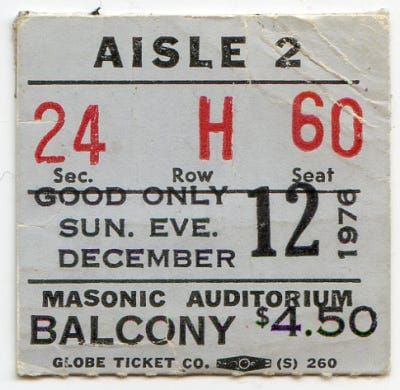 AISLE 2
24 H 60
Sec. Row Seat
GOOD ONLY
SUN. EVE.
DECEMBER 12 1976
MASONIC AUDITORIUM
BALCONY $4.50
GLOBE TICKET CO. (S) 260